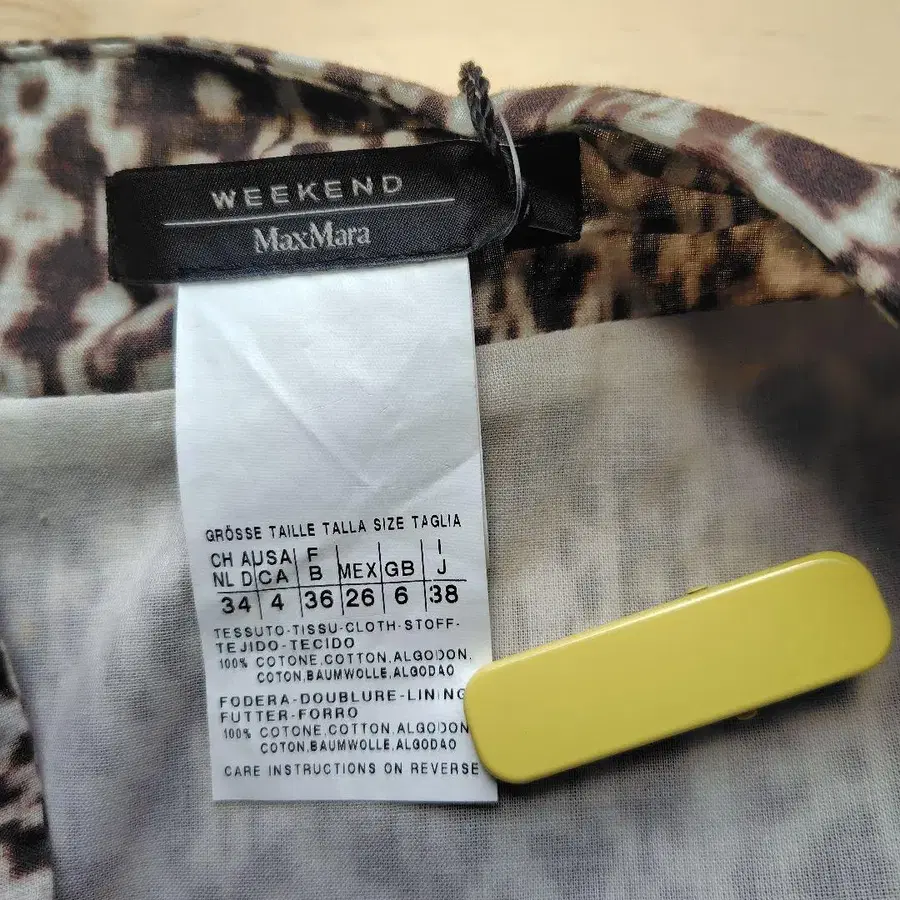 WEEKEND
MaxMara
GRÖSSE TAILLE TALLA SIZE TAGLIA
CH A USA F I
NL D CA B MEX GB J
34 4 36 26 6 38
TESSUTO-TISSU-CLOTH-STOFF-
TEJIDO-TECIDO
100% COTONE,COTTON,ALGODON,
COTON,BAUMWOLLE,ALGODAO
FODERA-DOUBLURE-LINING
FUTTER-FORRO
100% COTONE,COTTON,ALGODON
COTON,BAUMWOLLE,ALGODAO
CARE INSTRUCTIONS ON REVERSE